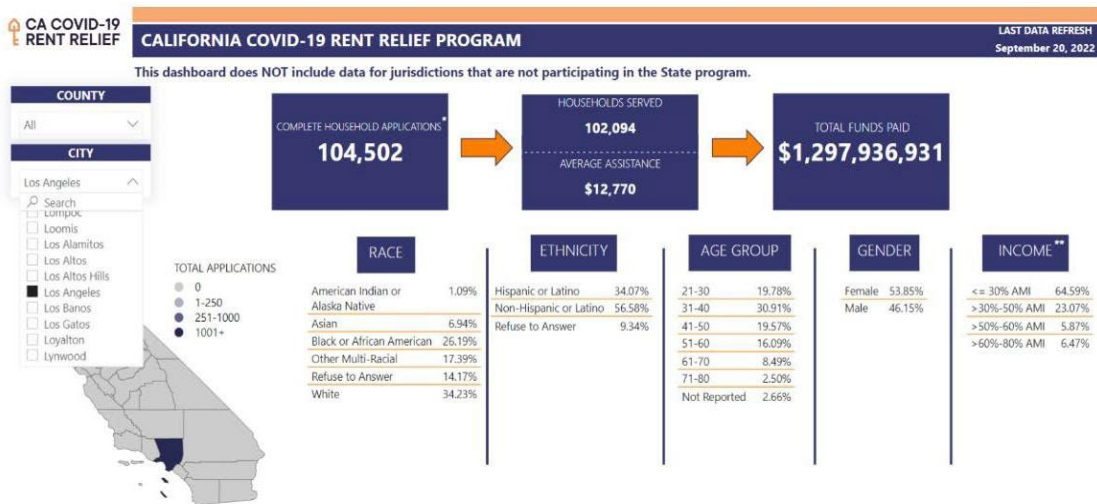 CA COVID-19
RENT RELIEF
CALIFORNIA COVID-19 RENT RELIEF PROGRAM
LAST DATA REFRESH
September 20, 2022
This dashboard does NOT include data for jurisdictions that are not participating in the State program.
COUNTY
All
CITY
Los Angeles
Search
Lompoc
Loomis
Los Alamitos
Los Altos
Los Altos Hills
Los Angeles
Los Banos
Los Gatos
Loyalton
Lynwood
COMPLETE HOUSEHOLD APPLICATIONS*
104,502
HOUSEHOLDS SERVED
102,094
AVERAGE ASSISTANCE
$12,770
TOTAL FUNDS PAID
$1,297,936,931
TOTAL APPLICATIONS
0
1-250
251-1000
1001+
RACE
American Indian or 1.09%
Alaska Native
Asian 6.94%
Black or African American 26.19%
Other Multi-Racial 17.39%
Refuse to Answer 14.17%
White 34.23%
ETHNICITY
Hispanic or Latino 34.07%
Non-Hispanic or Latino 56.58%
Refuse to Answer 9.34%
AGE GROUP
21-30 19.78%
31-40 30.91%
41-50 19.57%
51-60 16.09%
61-70 8.49%
71-80 2.50%
Not Reported 2.66%
GENDER
Female 53.85%
Male 46.15%
INCOME**
<= 30% AMI 64.59%
>30%-50% AMI 23.07%
>50%-60% AMI 5.87%
>60%-80% AMI 6.47%